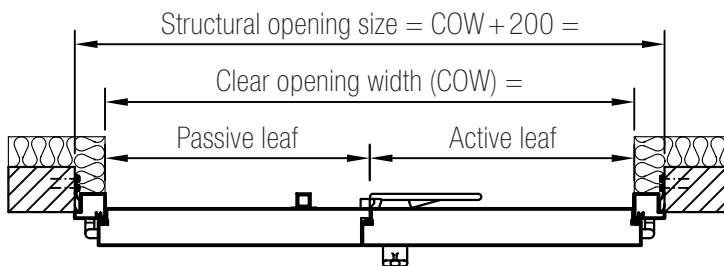 Structural opening size = COW + 200 =
Clear opening width (COW) =
Passive leaf
Active leaf